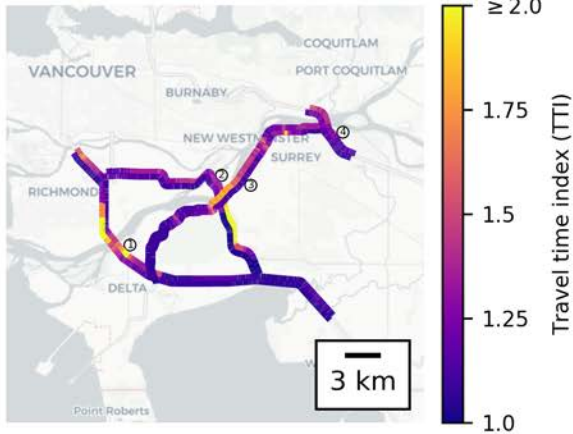 COQUITLAM
VANCOUVER
PORT COQUITLAM
BURNABY
NEW WESTMINSTER
SURREY
RICHMOND
DELTA
Point Roberts
W
1
2
3
4
3 km
≥ 2.0
1.75
1.5
1.25
1.0
Travel time index (TTI)